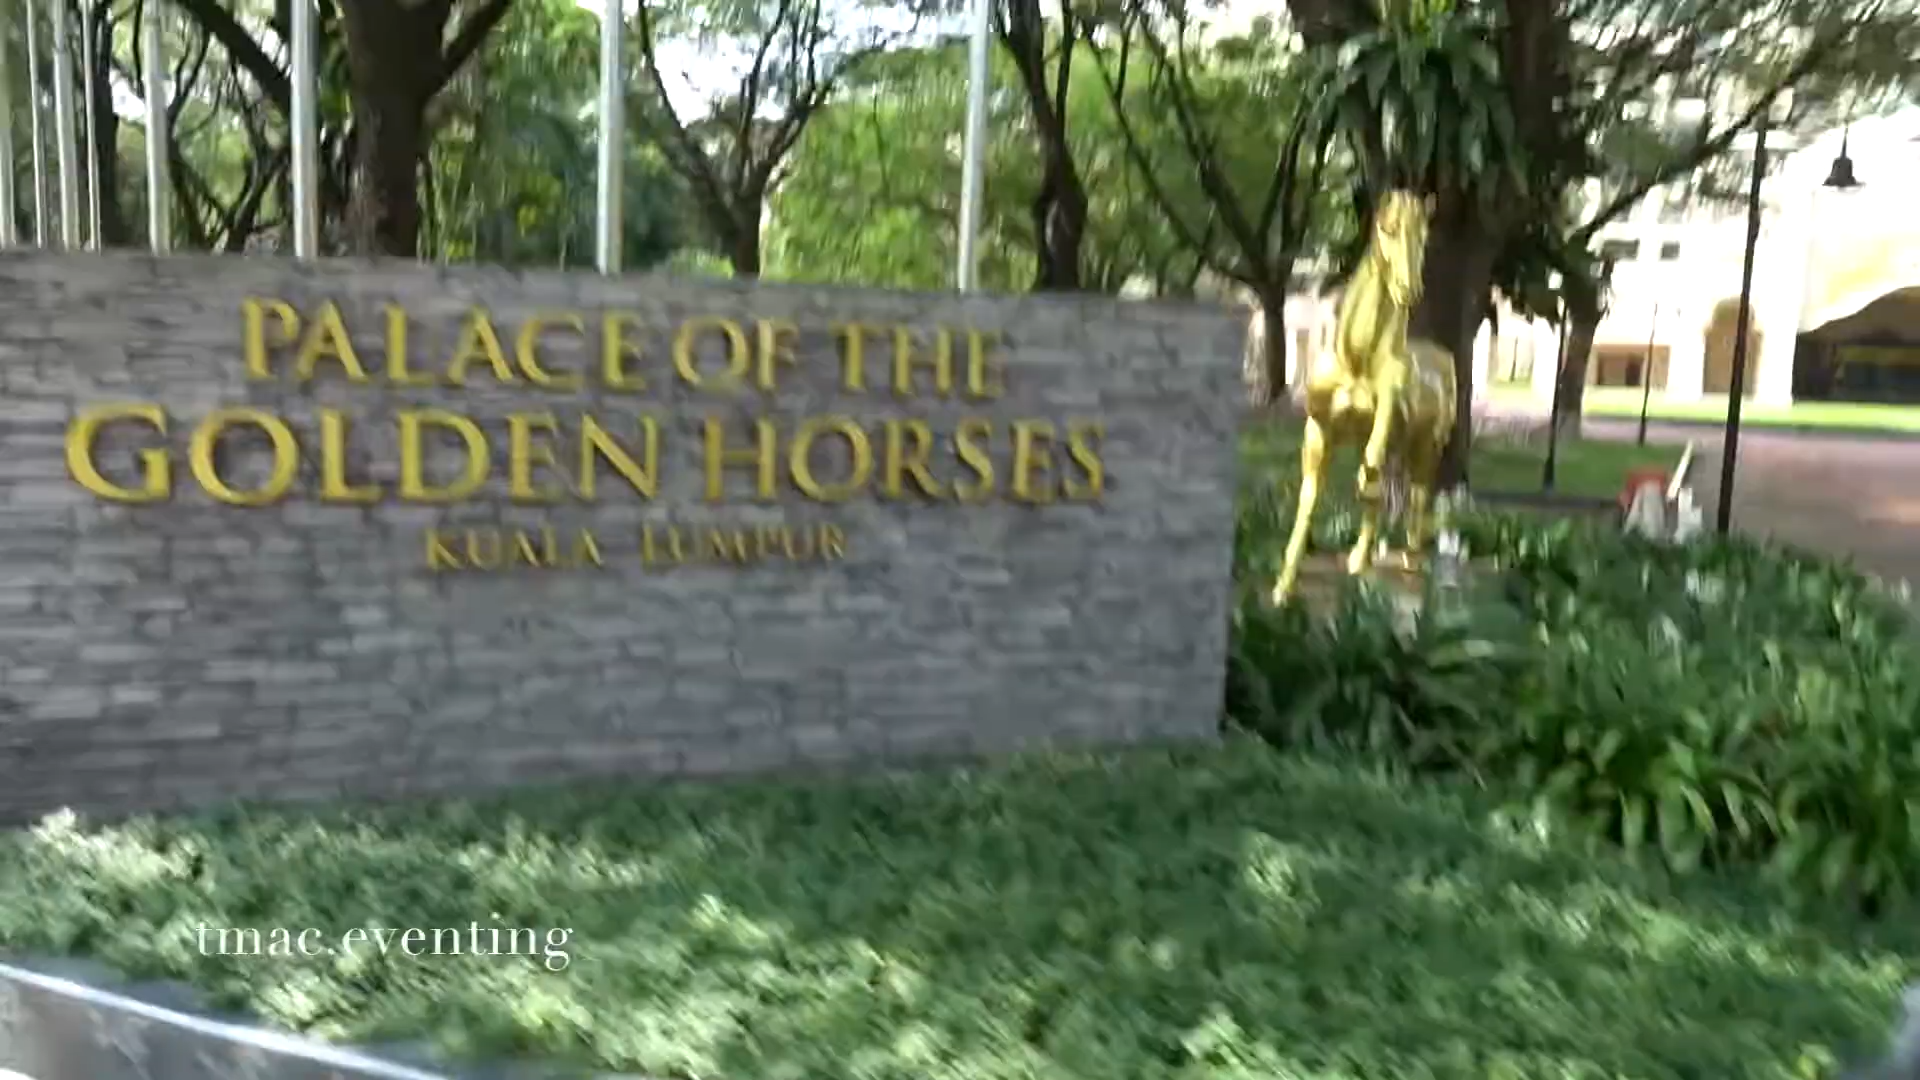 PALACE OF THE
GOLDEN HORSES
KUALA LUMPUR
tmac.eventing